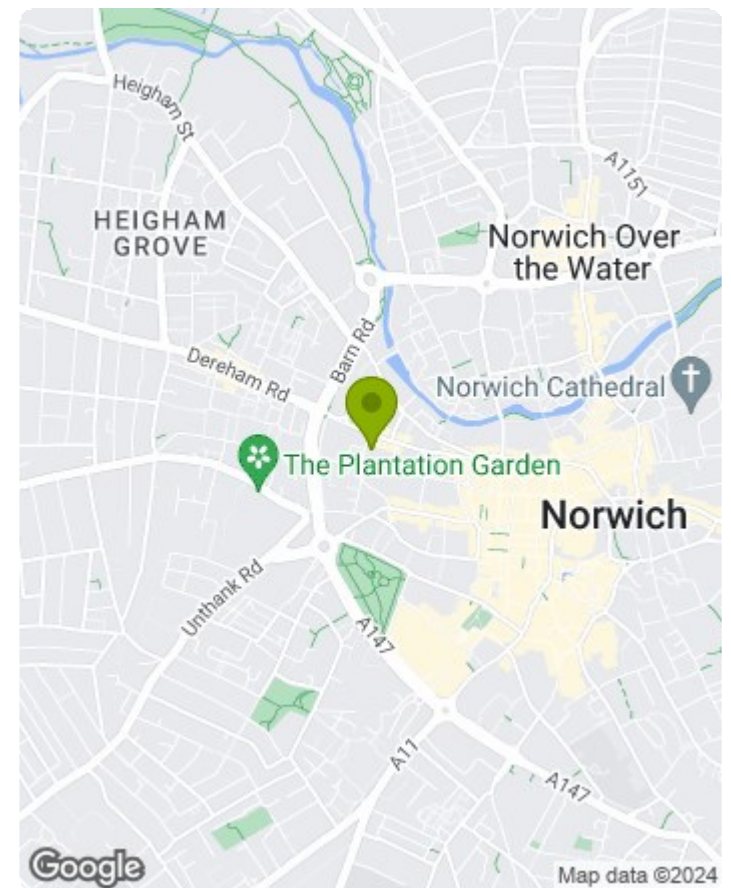 Heigham St
A1151
HEIGHAM
GROVE
Norwich Over
the Water
Barn Rd
Dereham Rd
Norwich Cathedral
The Plantation Garden
Norwich
Unthank Rd
A147
A11
A147
Google
Map data ©2024